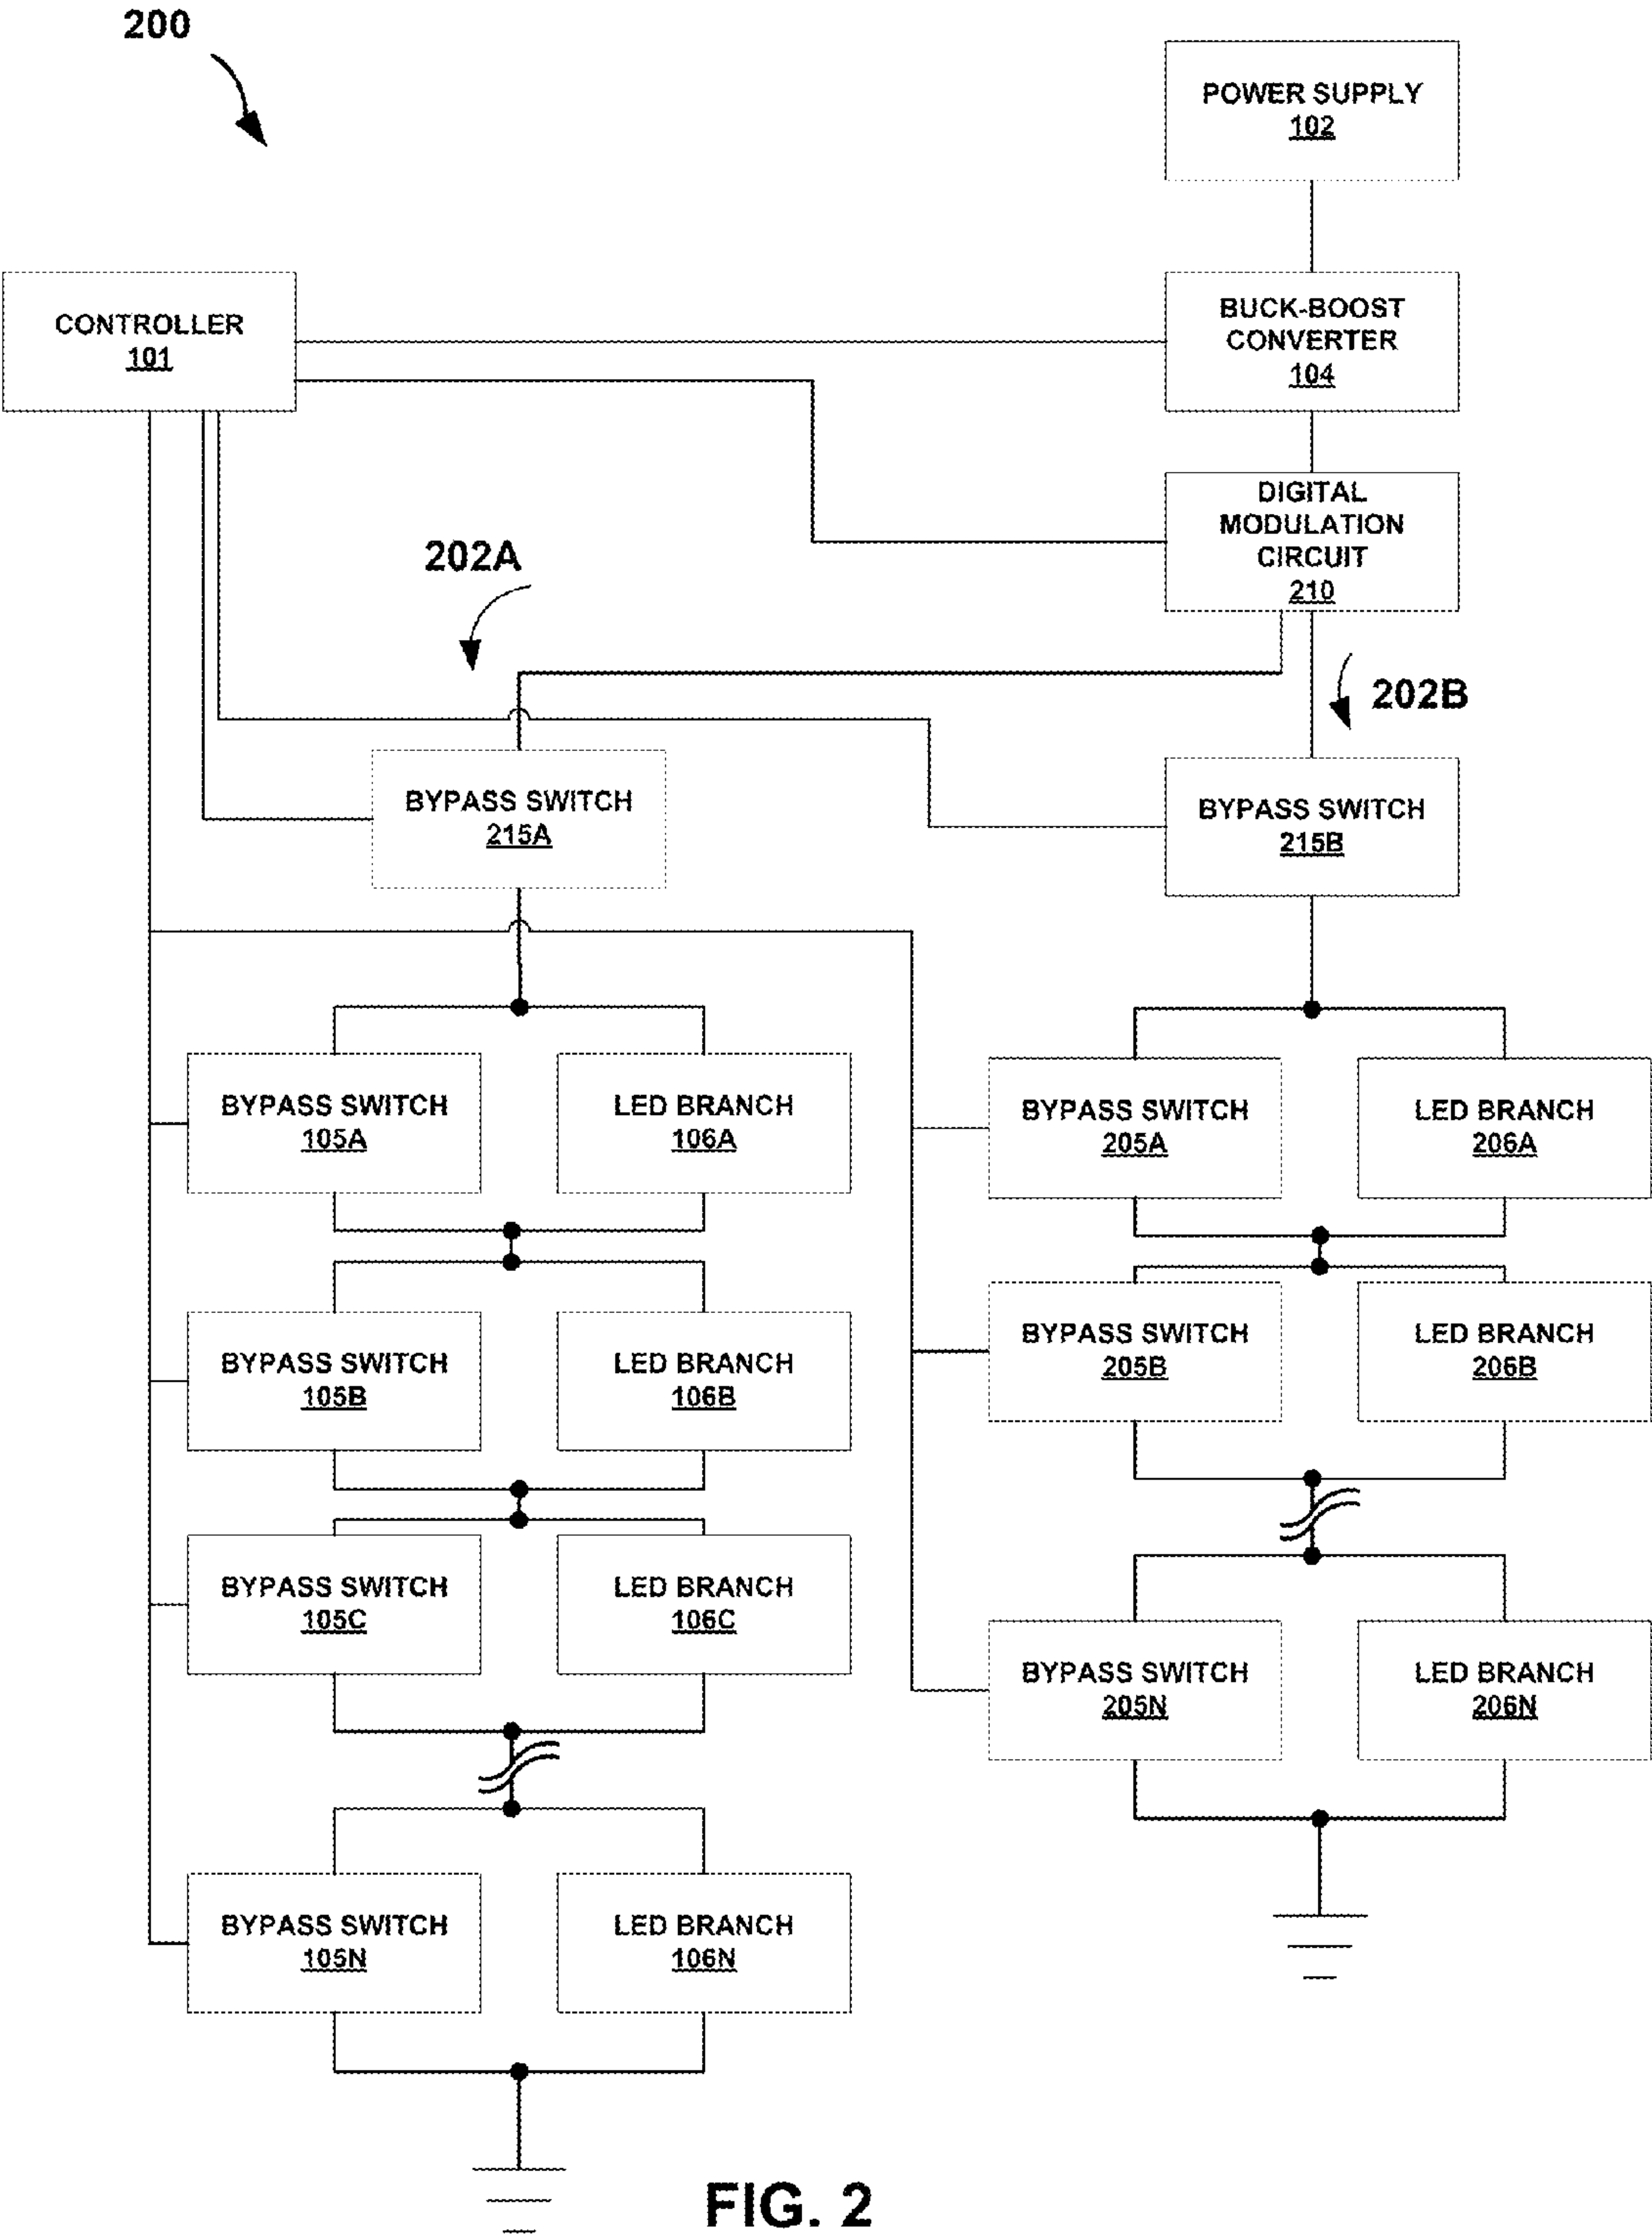 200
POWER SUPPLY
102
CONTROLLER
101
BUCK-BOOST
CONVERTER
104
DIGITAL
MODULATION
CIRCUIT
210
202A
202B
BYPASS SWITCH
215A
BYPASS SWITCH
215B
BYPASS SWITCH
105A
LED BRANCH
106A
BYPASS SWITCH
205A
LED BRANCH
206A
BYPASS SWITCH
105B
LED BRANCH
106B
BYPASS SWITCH
205B
LED BRANCH
206B
BYPASS SWITCH
105C
LED BRANCH
106C
BYPASS SWITCH
205N
LED BRANCH
206N
BYPASS SWITCH
105N
LED BRANCH
106N
FIG. 2